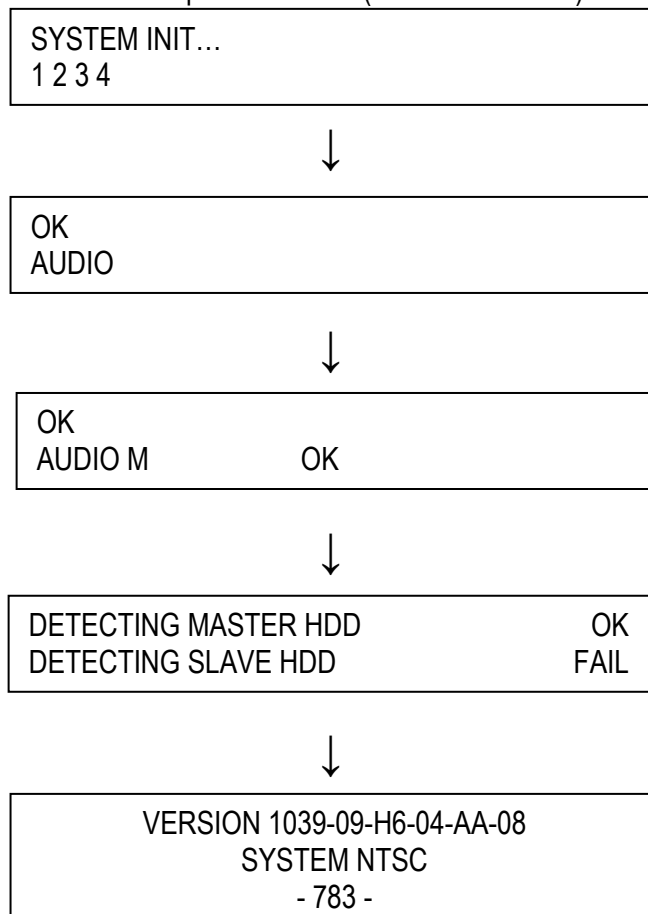 SYSTEM INIT…
1 2 3 4
↓
OK
AUDIO
↓
OK
AUDIO M OK
↓
DETECTING MASTER HDD OK
DETECTING SLAVE HDD FAIL
↓
VERSION 1039-09-H6-04-AA-08
SYSTEM NTSC
- 783 -